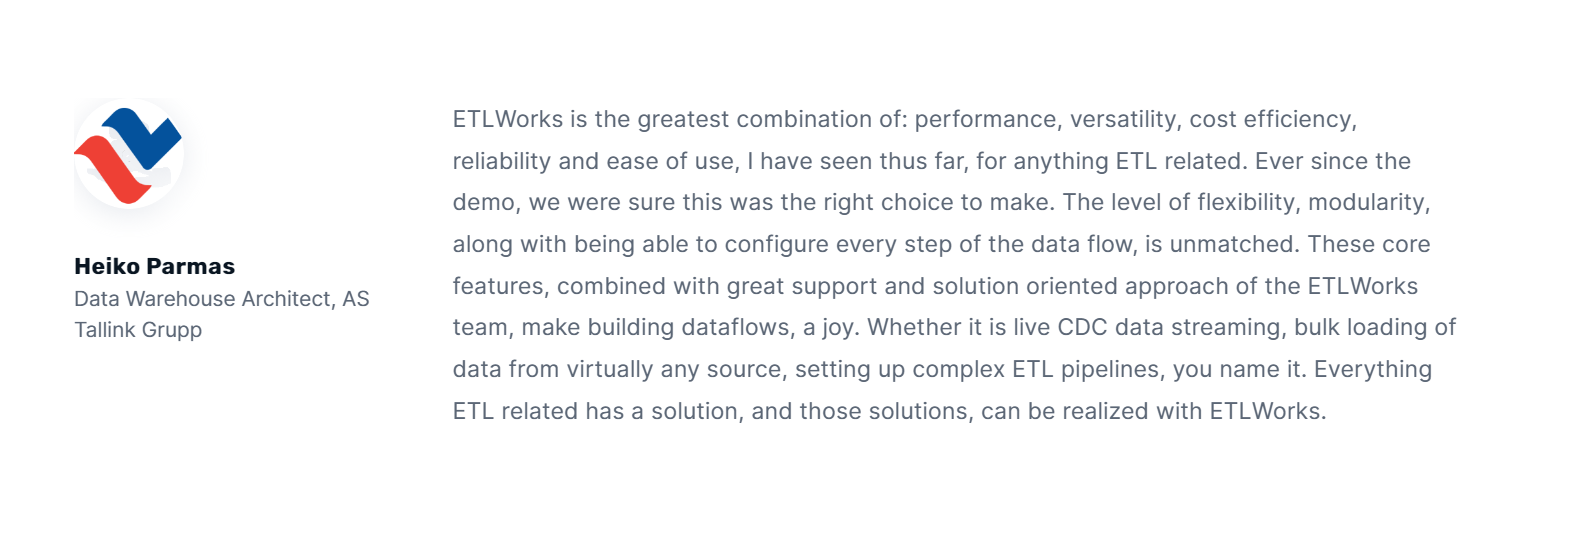 Heiko Parmas
Data Warehouse Architect, AS
Tallink Grupp
ETLWorks is the greatest combination of: performance, versatility, cost efficiency,
reliability and ease of use, I have seen thus far, for anything ETL related. Ever since the
demo, we were sure this was the right choice to make. The level of flexibility, modularity,
along with being able to configure every step of the data flow, is unmatched. These core
features, combined with great support and solution oriented approach of the ETLWorks
team, make building dataflows, a joy. Whether it is live CDC data streaming, bulk loading of
data from virtually any source, setting up complex ETL pipelines, you name it. Everything
ETL related has a solution, and those solutions, can be realized with ETLWorks.